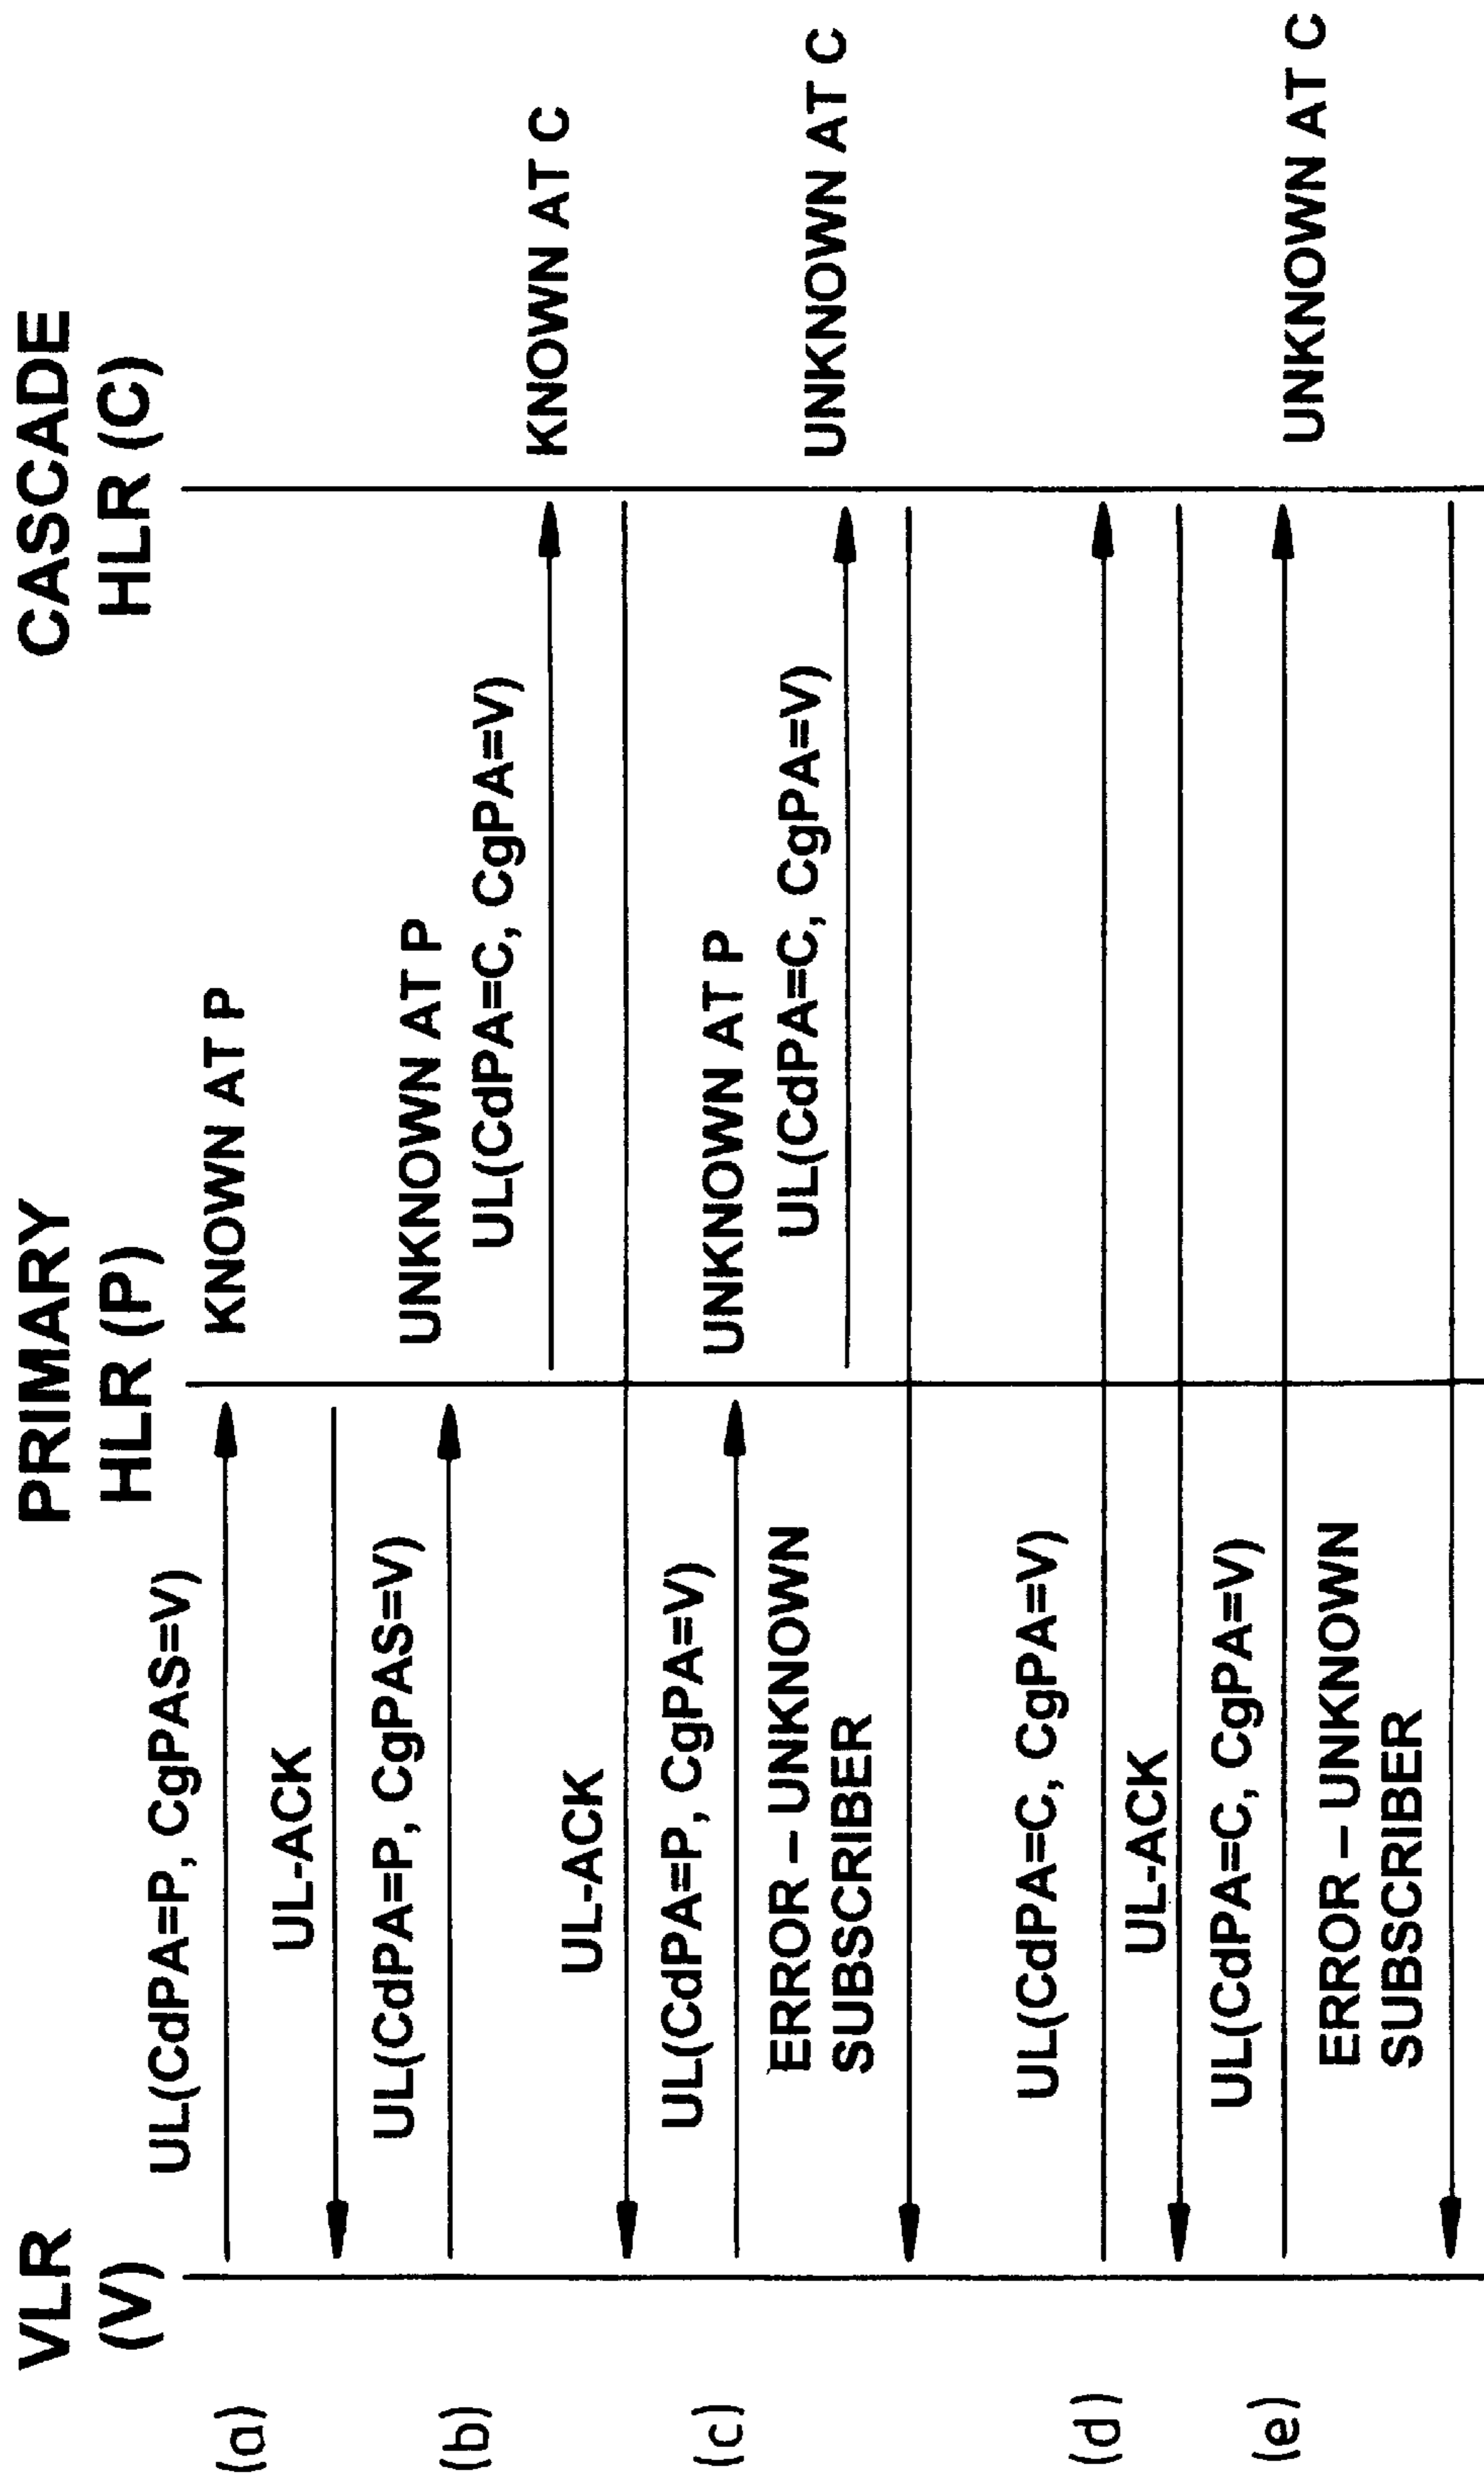 VLR
(V)
PRIMARY
HLR (P)
CASCADE
HLR (C)
(a)
UL(CdPA=P, CgPAS=V)
KNOWN AT P
UL-ACK
(b)
UL(CdPA=P, CgPAS=V)
UNKNOWN AT P
UL(CdPA=C, CgPA=V)
KNOWN AT C
UL-ACK
(c)
UL(CdPA=P, CgPA=V)
UNKNOWN AT P
UL(CdPA=C, CgPA=V)
UNKNOWN AT C
ERROR – UNKNOWN
SUBSCRIBER
(d)
UL(CdPA=C, CgPA=V)
UL-ACK
(e)
UL(CdPA=C, CgPA=V)
UNKNOWN AT C
ERROR – UNKNOWN
SUBSCRIBER